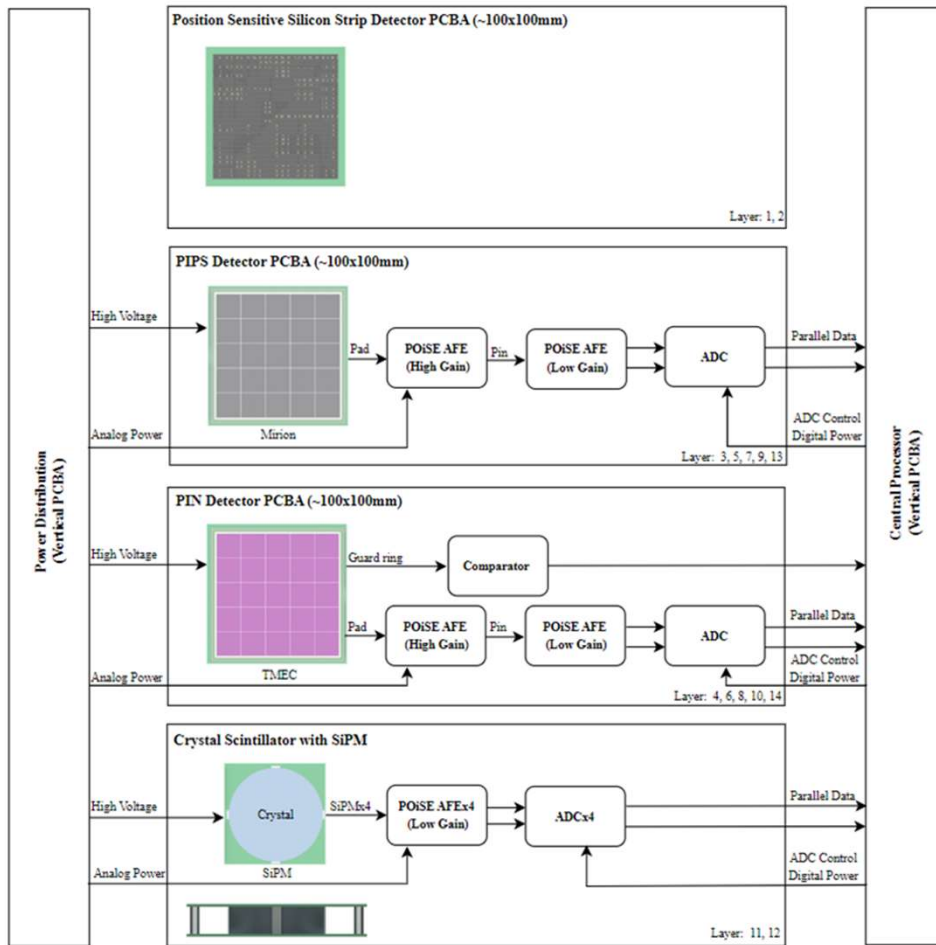 Position Sensitive Silicon Strip Detector PCBA (~100x100mm)
Layer: 1, 2
Power Distribution
(Vertical PCBA)
Central Processor
(Vertical PCBA)
PIPS Detector PCBA (~100x100mm)
High Voltage
Pad
POiSE AFE
(High Gain)
Pin
POiSE AFE
(Low Gain)
ADC
Parallel Data
Analog Power
Mirion
ADC Control
Digital Power
Layer: 3, 5, 7, 9, 13
PIN Detector PCBA (~100x100mm)
High Voltage
Guard ring
Comparator
Pad
POiSE AFE
(High Gain)
Pin
POiSE AFE
(Low Gain)
ADC
Parallel Data
Analog Power
TMEC
ADC Control
Digital Power
Layer: 4, 6, 8, 10, 14
Crystal Scintillator with SiPM
High Voltage
Crystal
SiPMx4
POiSE AFEx4
(Low Gain)
ADCx4
Parallel Data
Analog Power
SiPM
ADC Control
Digital Power
Layer: 11, 12